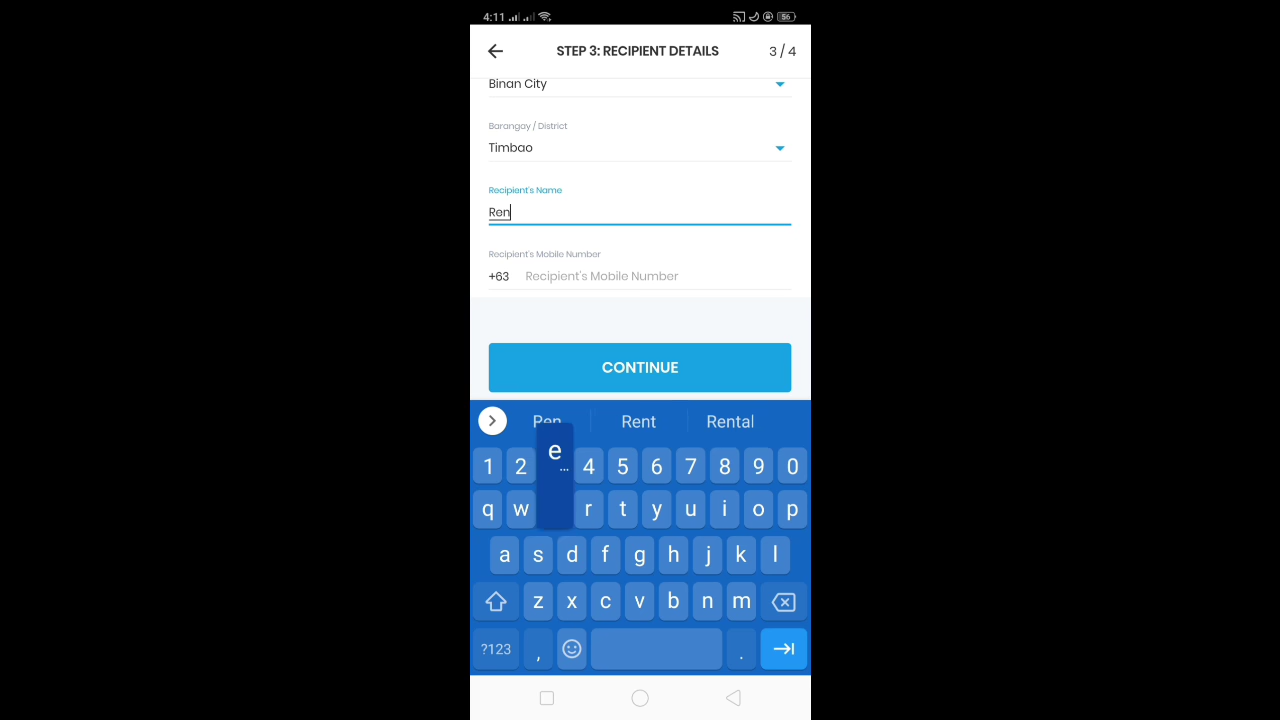 4:11 56
STEP 3: RECIPIENT DETAILS 3 / 4
Binan City
Barangay / District
Timbao
Recipient's Name
Ren
Recipient's Mobile Number
+63 Recipient's Mobile Number
CONTINUE
Ren Rent Rental
e
...
1 2 4 5 6 7 8 9 0
q w r t y u i o p
a s d f g h j k l
z x c v b n m
?123 , .